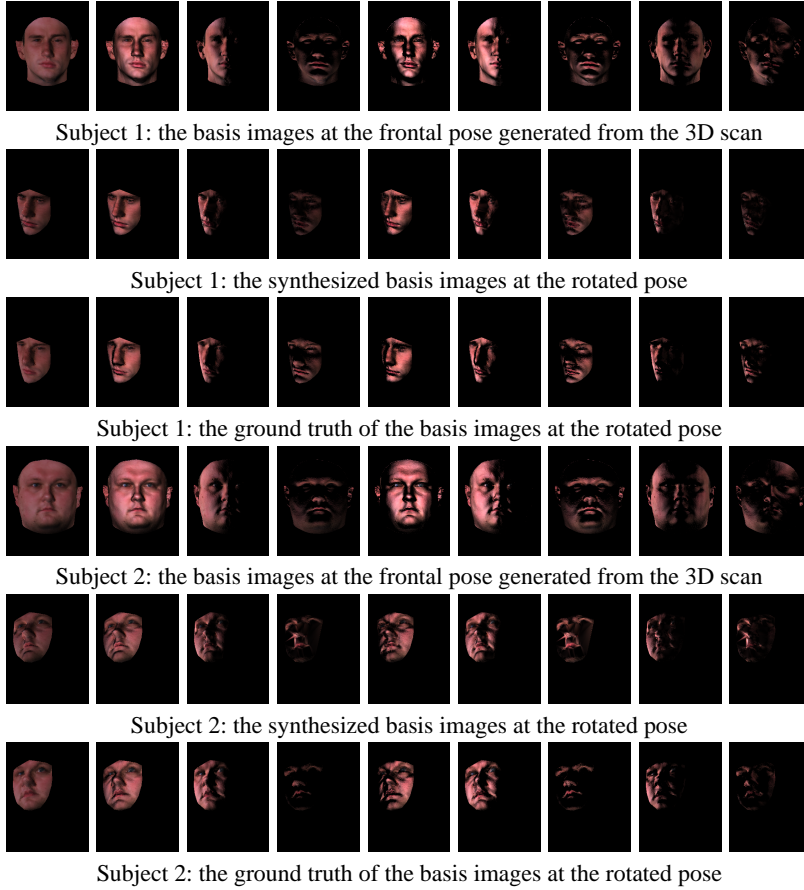 Subject 1: the basis images at the frontal pose generated from the 3D scan
Subject 1: the synthesized basis images at the rotated pose
Subject 1: the ground truth of the basis images at the rotated pose
Subject 2: the basis images at the frontal pose generated from the 3D scan
Subject 2: the synthesized basis images at the rotated pose
Subject 2: the ground truth of the basis images at the rotated pose